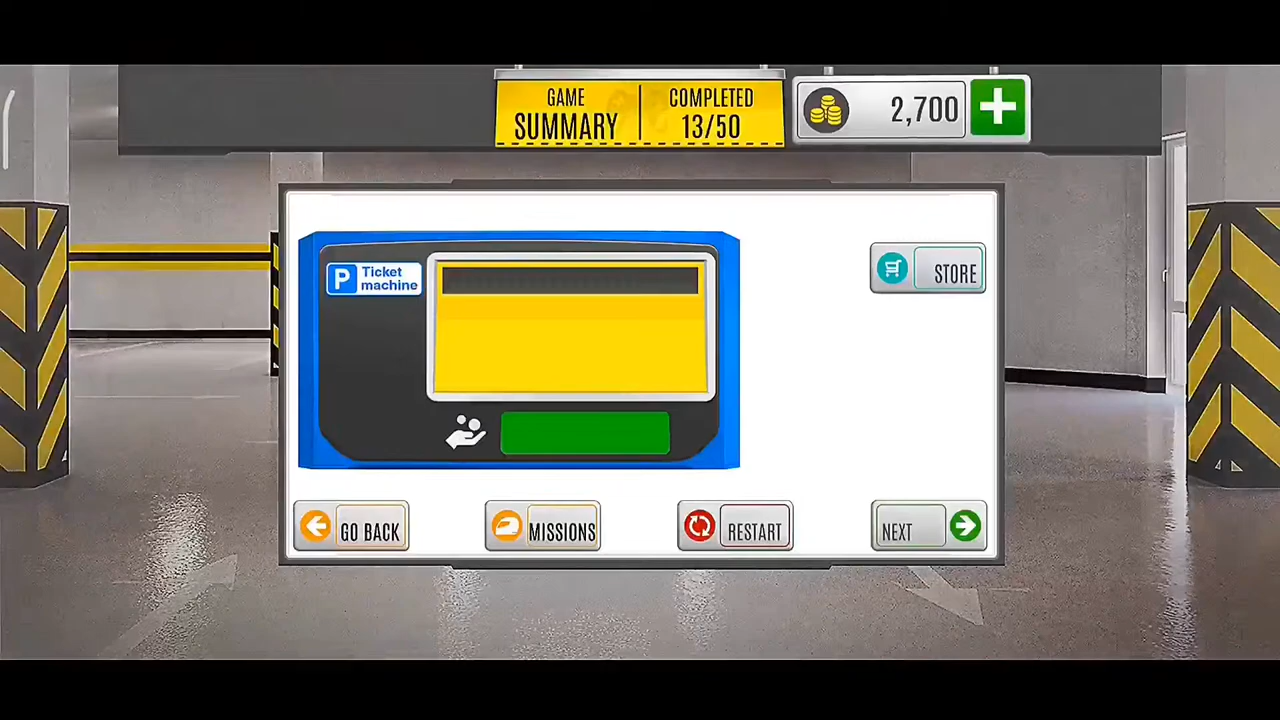 GAME
SUMMARY
COMPLETED
13/50
2,700
P
Ticket
machine
STORE
GO BACK
MISSIONS
RESTART
NEXT